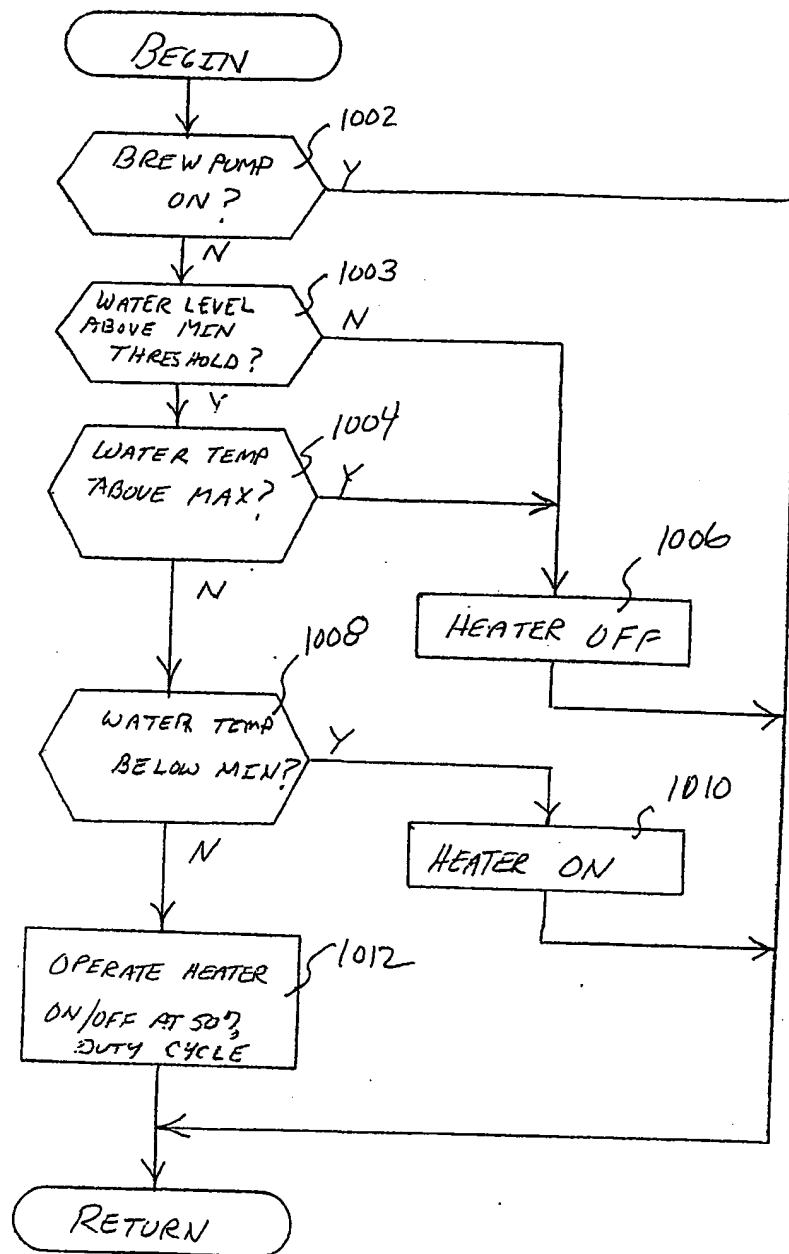 BEGIN
1002
BREW PUMP
ON?
Y
N
1003
WATER LEVEL
ABOVE MIN
THRESHOLD?
N
Y
1004
WATER TEMP
ABOVE MAX?
Y
N
1006
HEATER OFF
1008
WATER TEMP
BELOW MIN?
Y
N
1010
HEATER ON
1012
OPERATE HEATER
ON/OFF AT 50%
DUTY CYCLE
RETURN